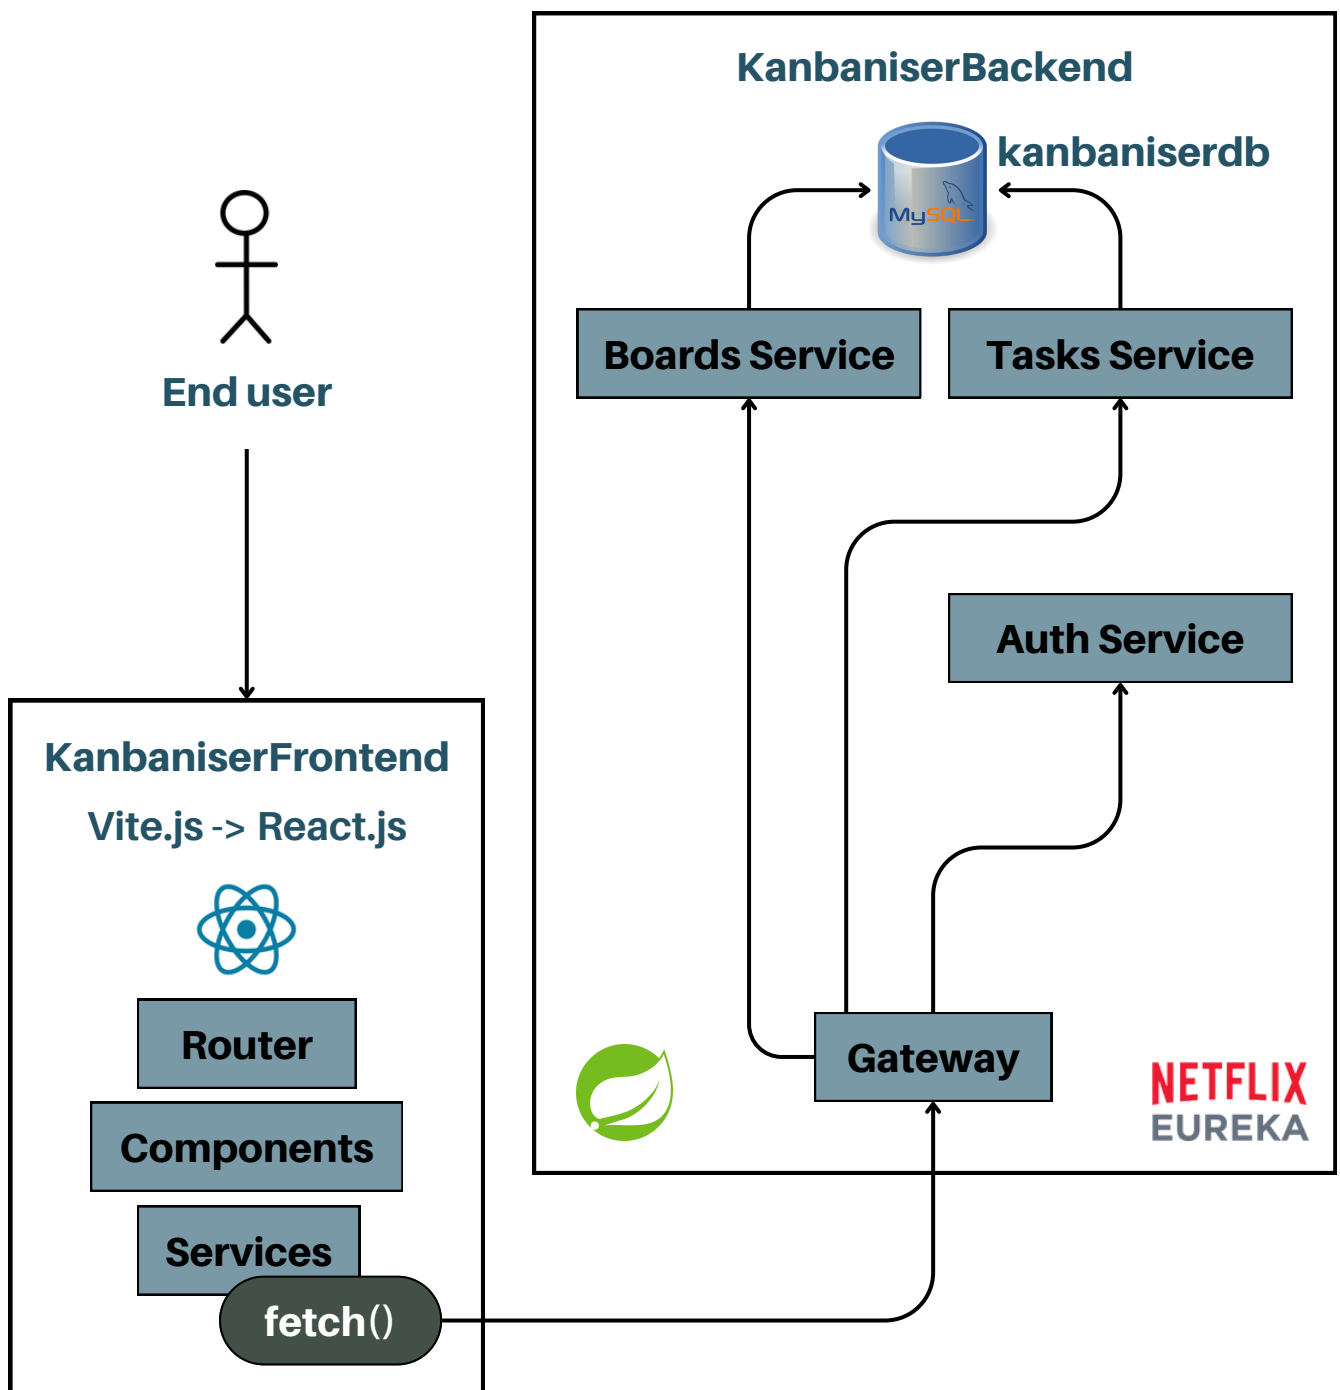 KanbaniserBackend
kanbaniserdb
MySQL
Boards Service
Tasks Service
End user
Auth Service
KanbaniserFrontend
Vite.js -> React.js
Router
Gateway
NETFLIX
EUREKA
Components
Services
fetch()